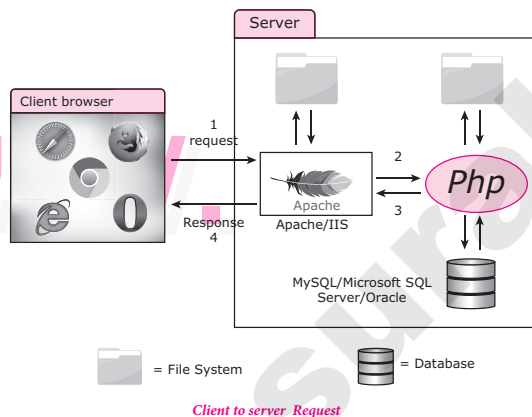 Server
Client browser
1
request
2
Php
Apache
3
Response
4
Apache/IIS
MySQL/Microsoft SQL
Server/Oracle
= File System
= Database
Client to server Request